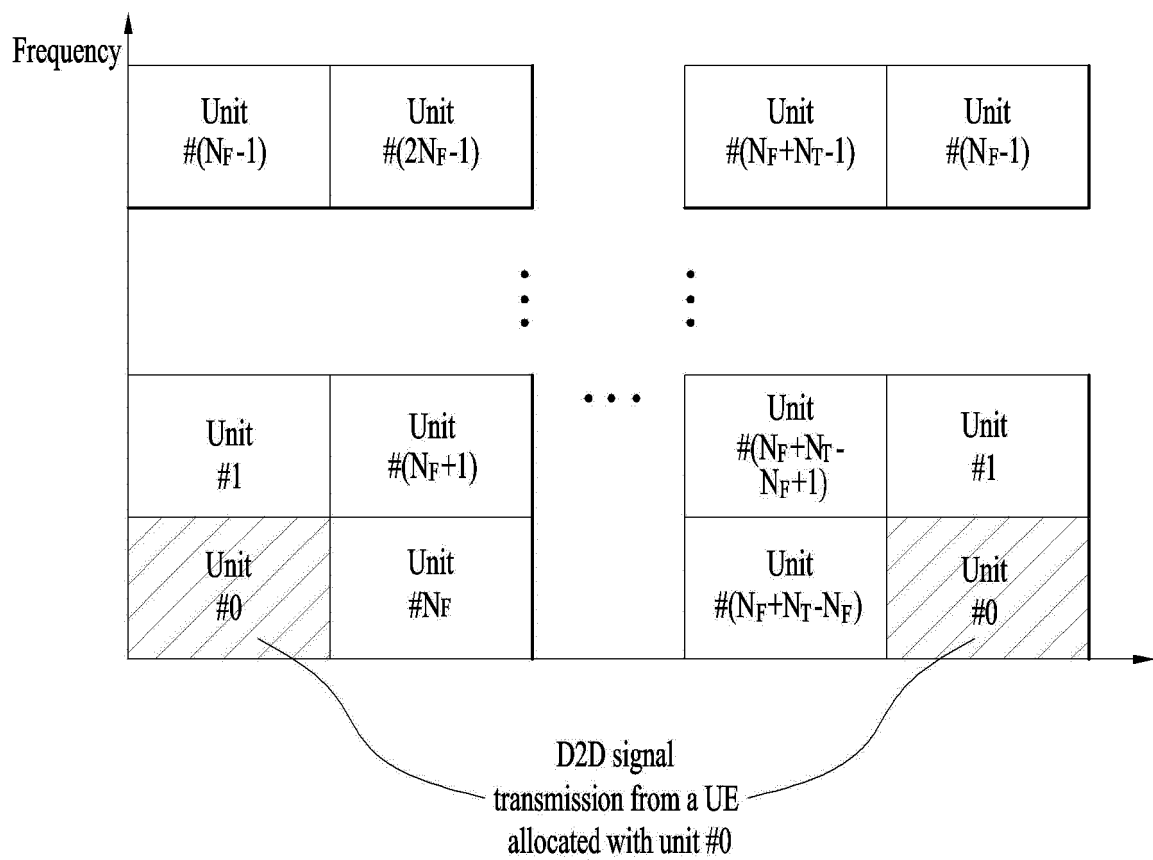 Frequency
Unit
#(NF-1)
Unit
#(2NF-1)
Unit
#(NF+NT-1)
Unit
#(NF-1)
Unit
#1
Unit
#(NF+1)
Unit
#(NF+NT-
NF+1)
Unit
#1
Unit
#0
Unit
#NF
Unit
#(NF+NT-NF)
Unit
#0
D2D signal
transmission from a UE
allocated with unit #0